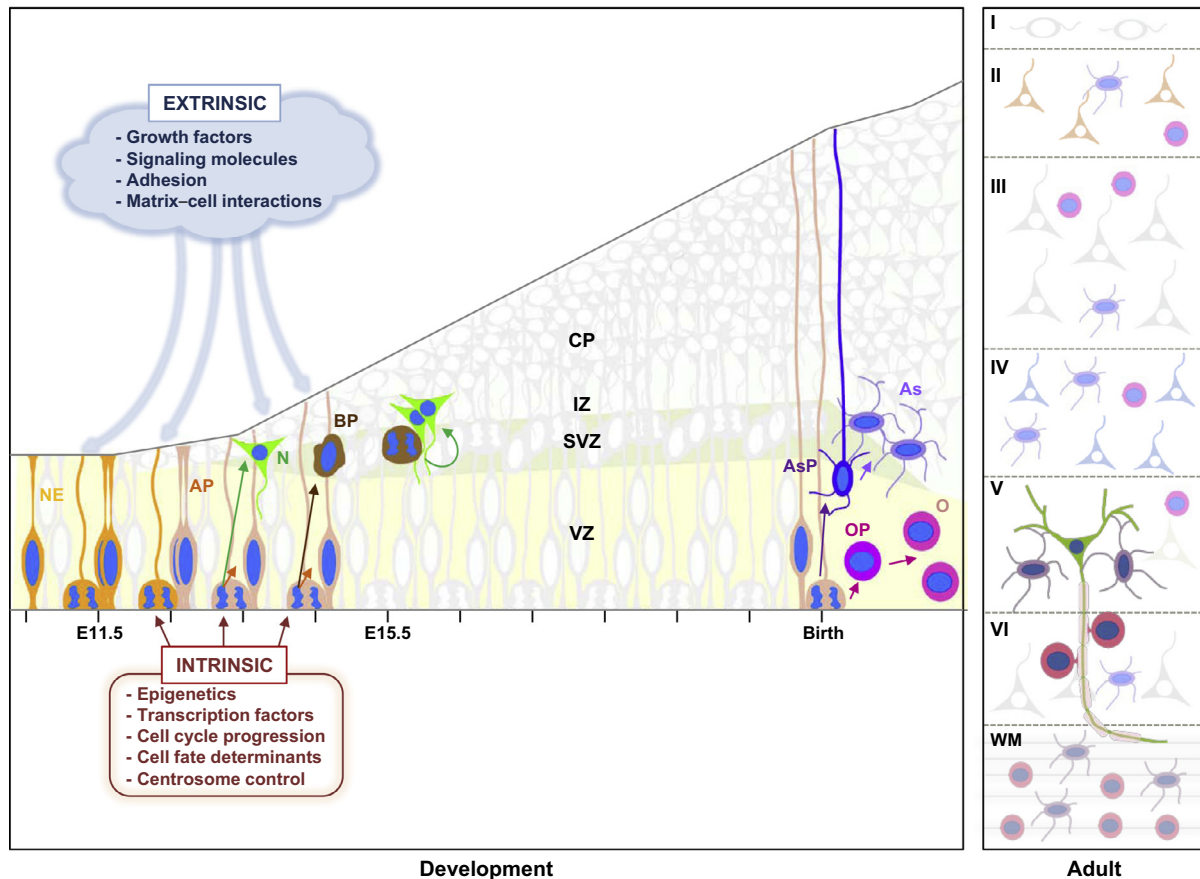 EXTRINSIC
- Growth factors
- Signaling molecules
- Adhesion
- Matrix–cell interactions
CP
IZ
SVZ
VZ
NE
AP
N
BP
AsP
As
OP
O
E11.5
E15.5
Birth
INTRINSIC
- Epigenetics
- Transcription factors
- Cell cycle progression
- Cell fate determinants
- Centrosome control
Development
I
II
III
IV
V
VI
WM
Adult